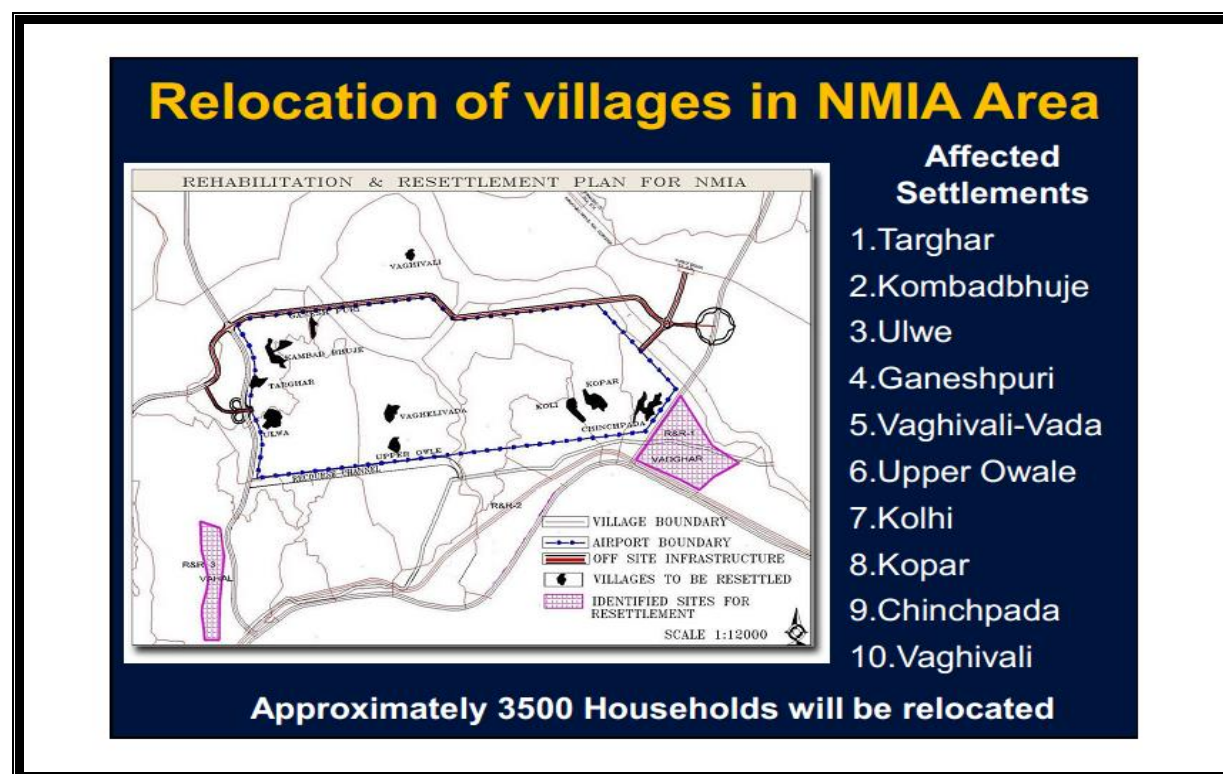 Relocation of villages in NMIA Area
REHABILITATION & RESETTLEMENT PLAN FOR NMIA
VAGHIVALI
GANESH PURI
KAMBAD BHUJE
TARGHAR
ULWA
VAGHELIVADA
UPPER OWLE
KOPAR
KOLI
CHINCHPADA
R&R-1
VADGHAR
CHANNEL
R&R-2
R&R-3
VAHAL
VILLAGE BOUNDARY
AIRPORT BOUNDARY
OFF SITE INFRASTRUCTURE
VILLAGES TO BE RESETTLED
IDENTIFIED SITES FOR
RESETTLEMENT
SCALE 1:12000
Affected
Settlements
1.Targhar
2.Kombadbhuje
3.Ulwe
4.Ganeshpuri
5.Vaghivali-Vada
6.Upper Owale
7.Kolhi
8.Kopar
9.Chinchpada
10.Vaghivali
Approximately 3500 Households will be relocated